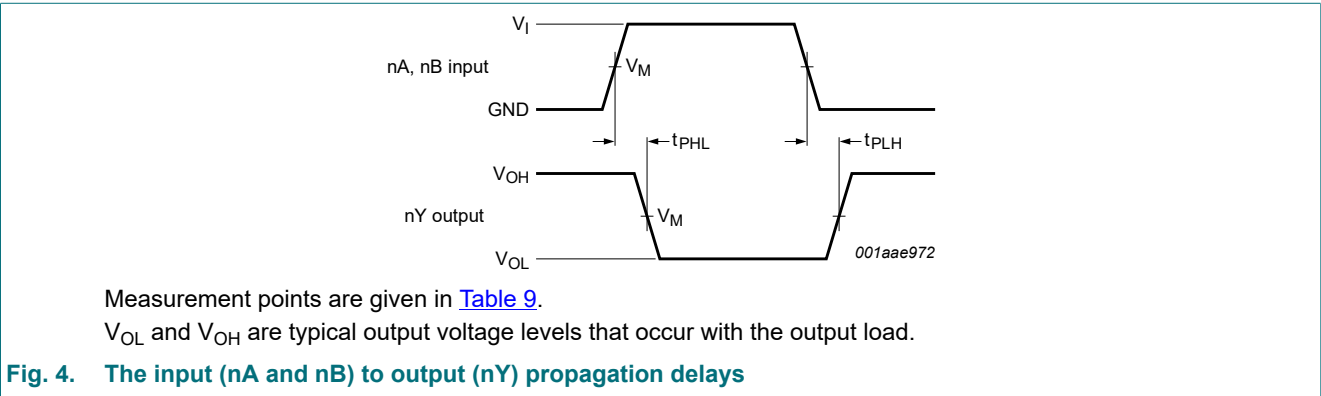 VI
nA, nB input
VM
GND
tPHL
tPLH
VOH
nY output
VM
VOL
001aae972
Measurement points are given in Table 9.
VOL and VOH are typical output voltage levels that occur with the output load.
Fig. 4. The input (nA and nB) to output (nY) propagation delays